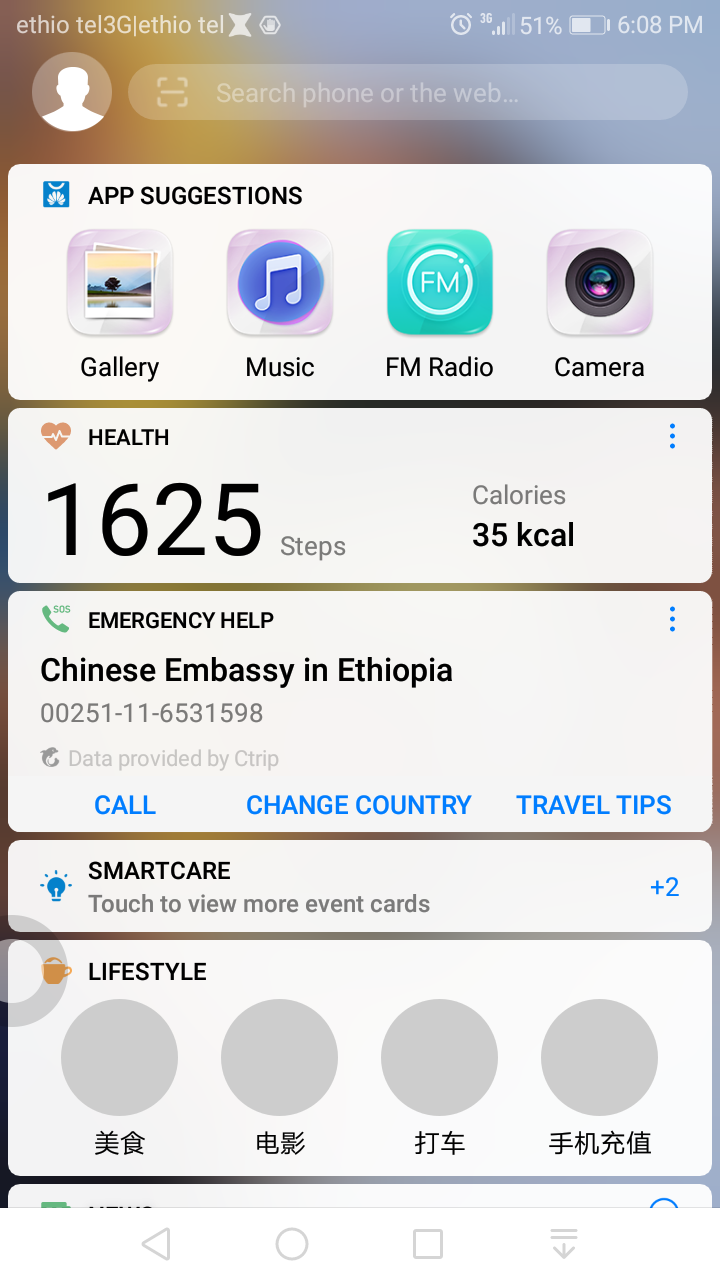 ethio tel3G|ethio tel 3G 51% 6:08 PM
Search phone or the web...
APP SUGGESTIONS
FM
Gallery Music FM Radio Camera
HEALTH
1625 Steps
Calories
35 kcal
SOS
EMERGENCY HELP
Chinese Embassy in Ethiopia
00251-11-6531598
Data provided by Ctrip
CALL CHANGE COUNTRY TRAVEL TIPS
SMARTCARE
Touch to view more event cards
+2
LIFESTYLE
美食 电影 打车 手机充值